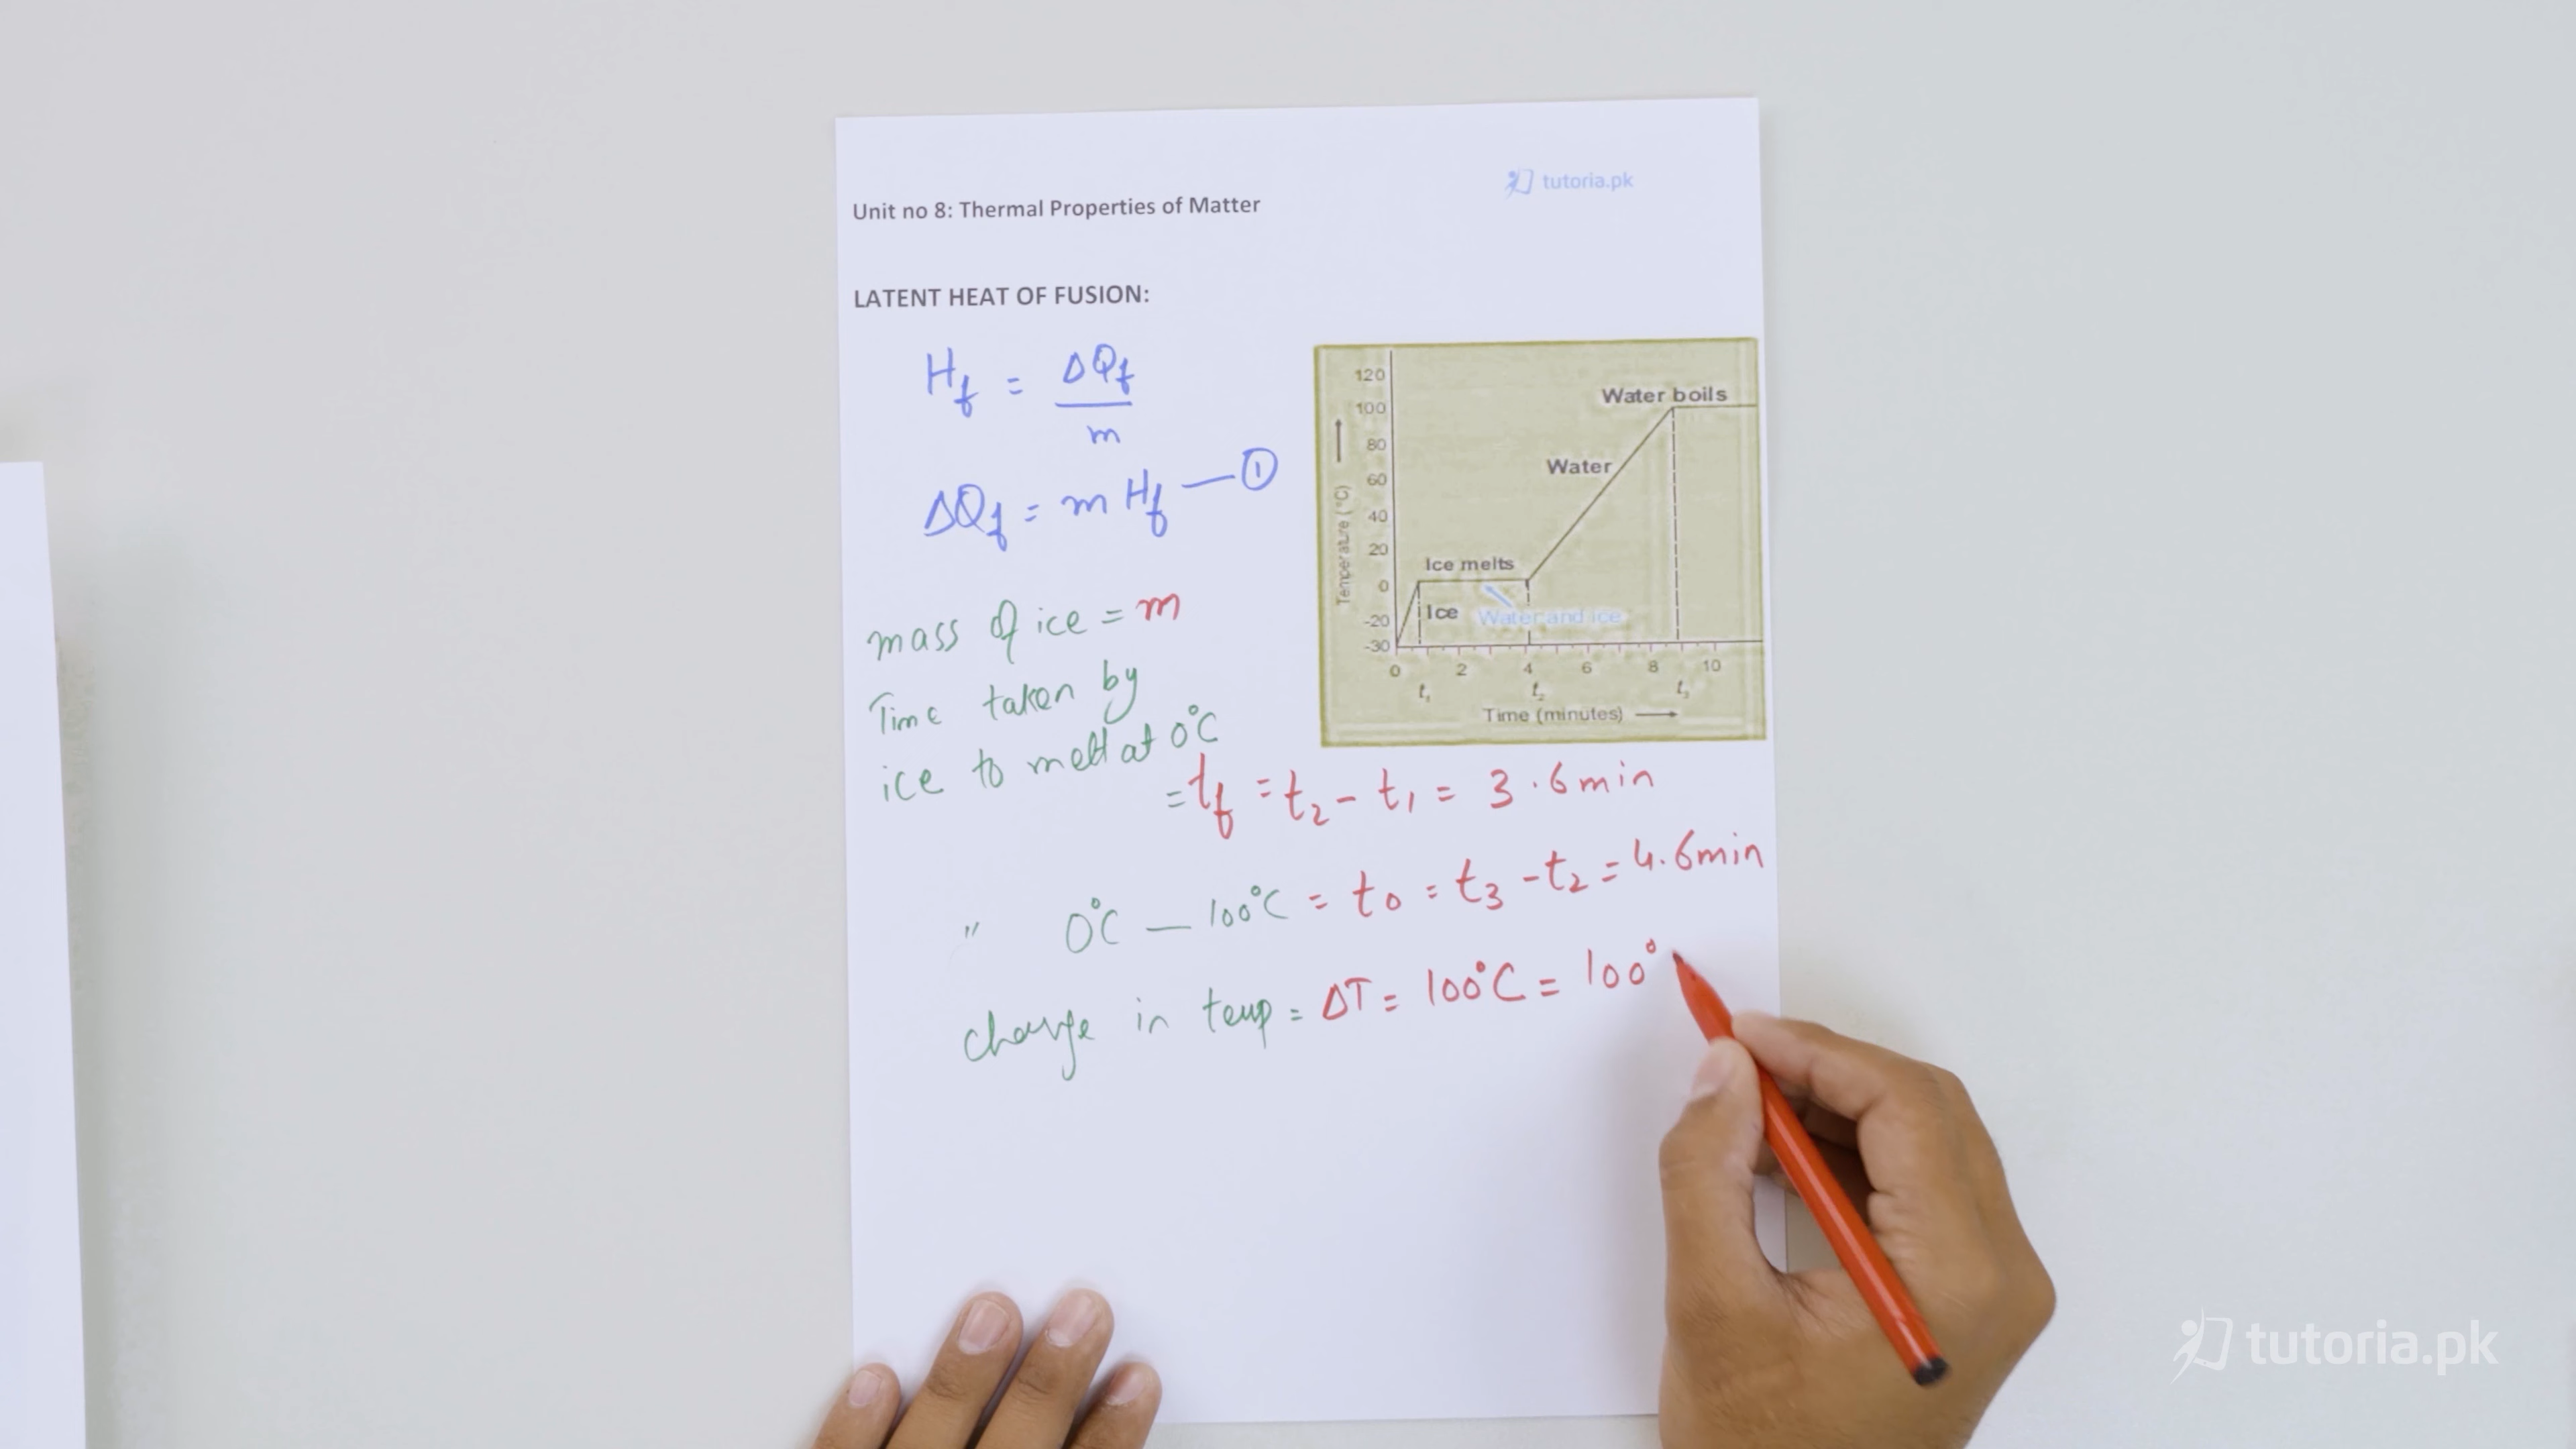 tutoria.pk
Unit no 8: Thermal Properties of Matter
LATENT HEAT OF FUSION:
Hf = ΔQf / m
ΔQf = m Hf — ①
mass of ice = m
Time taken by
ice to melt at 0°C
= tf = t2 - t1 = 3.6 min
" 0°C — 100°C = to = t3 - t2 = 4.6min
change in temp = ΔT = 100°C = 100°
120
100
80
60
40
20
0
-20
-30
Temperature (°C)
Water boils
Water
Ice melts
Ice
Water and ice
0 2 4 6 8 10
t1 t2 t3
Time (minutes)
tutoria.pk